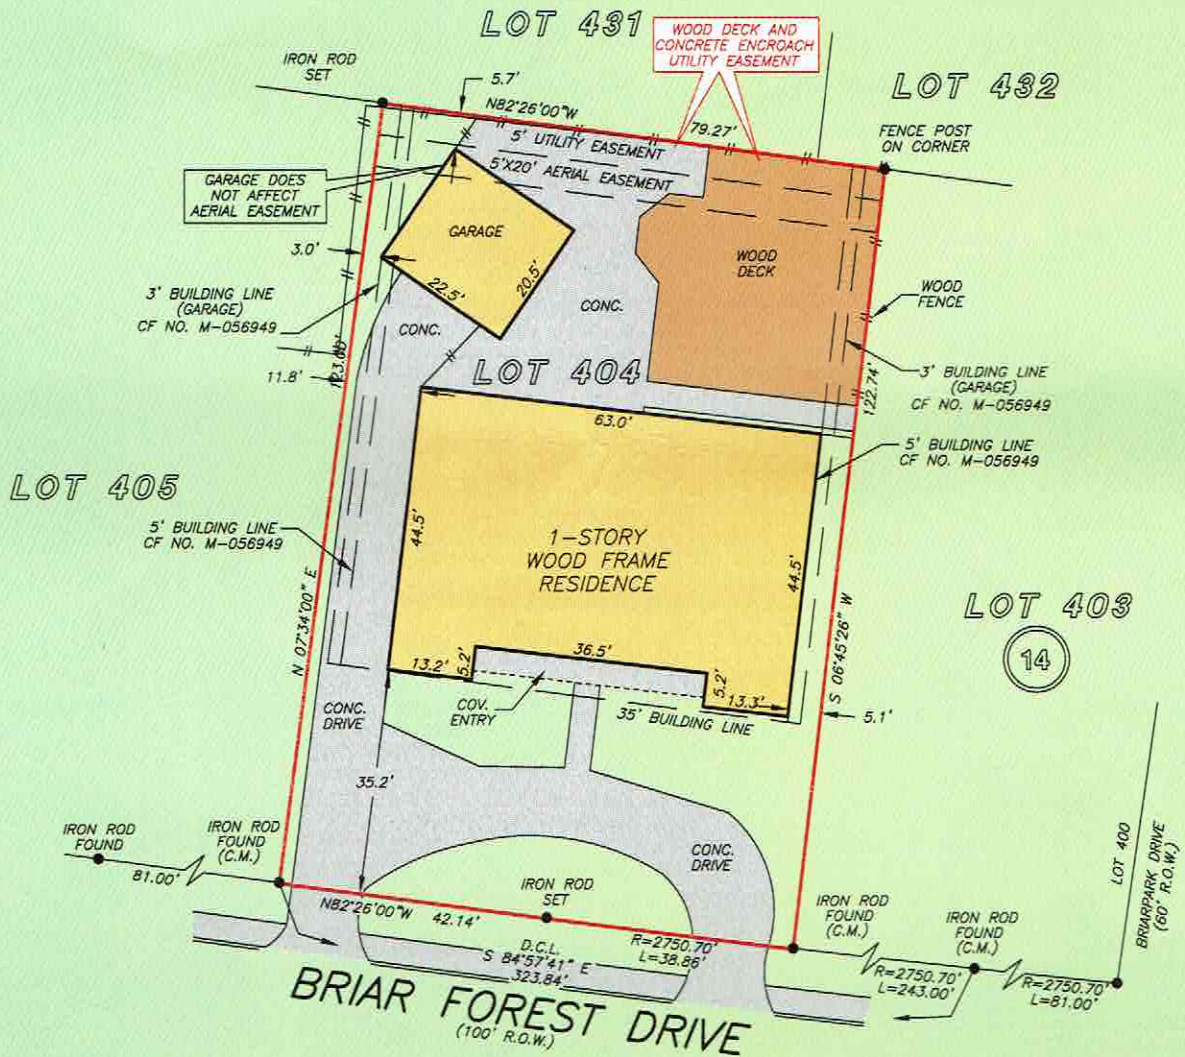 LOT 431
WOOD DECK AND
CONCRETE ENCROACH
UTILITY EASEMENT
IRON ROD
SET
5.7'
N82°26'00"W
79.27'
LOT 432
FENCE POST
ON CORNER
5' UTILITY EASEMENT
5'X20' AERIAL EASEMENT
GARAGE DOES
NOT AFFECT
AERIAL EASEMENT
GARAGE
22.5'
20.5'
3.0'
3' BUILDING LINE
(GARAGE)
CF NO. M-056949
CONC.
CONC.
WOOD
DECK
WOOD
FENCE
11.8'
LOT 404
122.74'
3' BUILDING LINE
(GARAGE)
CF NO. M-056949
63.0'
5' BUILDING LINE
CF NO. M-056949
LOT 405
5' BUILDING LINE
CF NO. M-056949
44.5'
1-STORY
WOOD FRAME
RESIDENCE
44.5'
N 07°34'00" E
S 06°45'26" W
LOT 403
14
13.2'
5.2'
36.5'
5.2'
13.3'
COV.
ENTRY
35' BUILDING LINE
5.1'
CONC.
DRIVE
35.2'
CONC.
DRIVE
IRON ROD
FOUND
81.00'
IRON ROD
FOUND
(C.M.)
N82°26'00"W
42.14'
IRON ROD
SET
R=2750.70'
L=38.86'
IRON ROD
FOUND
(C.M.)
IRON ROD
FOUND
(C.M.)
R=2750.70'
L=243.00'
R=2750.70'
L=81.00'
LOT 400
BRIARPARK DRIVE
(60' R.O.W.)
D.C.L.
S 84°57'41" E
323.84'
BRIAR FOREST DRIVE
(100' R.O.W.)